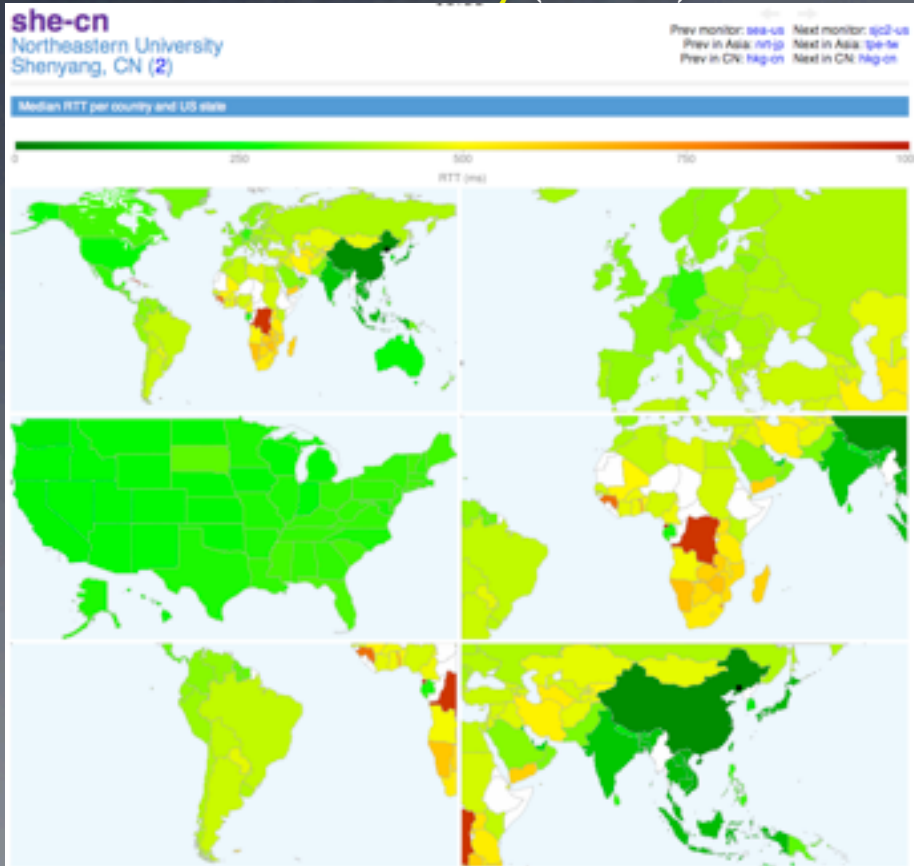 she-cn
Northeastern University
Shenyang, CN (2)
Prev monitor: sea-us Next monitor: sjc2-us
Prev in Asia: nrt-jp Next in Asia: tpe-tw
Prev in CN: hkg-cn Next in CN: hkg-cn
Median RTT per country and US state
0 250 500 750 100
RTT (ms)